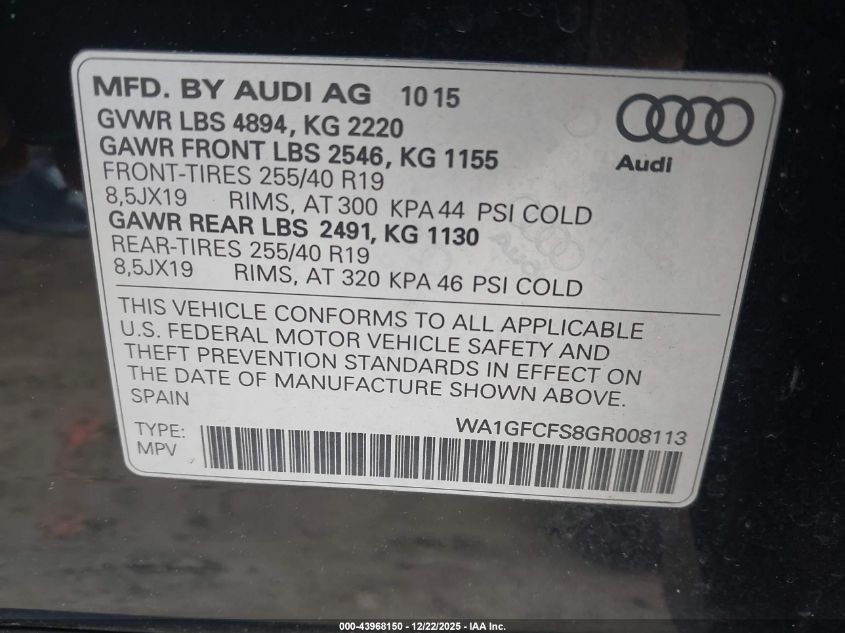 MFD. BY AUDI AG 10 15
GVWR LBS 4894, KG 2220
GAWR FRONT LBS 2546, KG 1155
FRONT-TIRES 255/40 R19
8,5JX19 RIMS, AT 300 KPA 44 PSI COLD
GAWR REAR LBS 2491, KG 1130
REAR-TIRES 255/40 R19
8,5JX19 RIMS, AT 320 KPA 46 PSI COLD
Audi
Audi
THIS VEHICLE CONFORMS TO ALL APPLICABLE
U.S. FEDERAL MOTOR VEHICLE SAFETY AND
THEFT PREVENTION STANDARDS IN EFFECT ON
THE DATE OF MANUFACTURE SHOWN ABOVE.
SPAIN
WA1GFCFS8GR008113
TYPE:
MPV
000-43968150 - 12/22/2025 - IAA Inc.